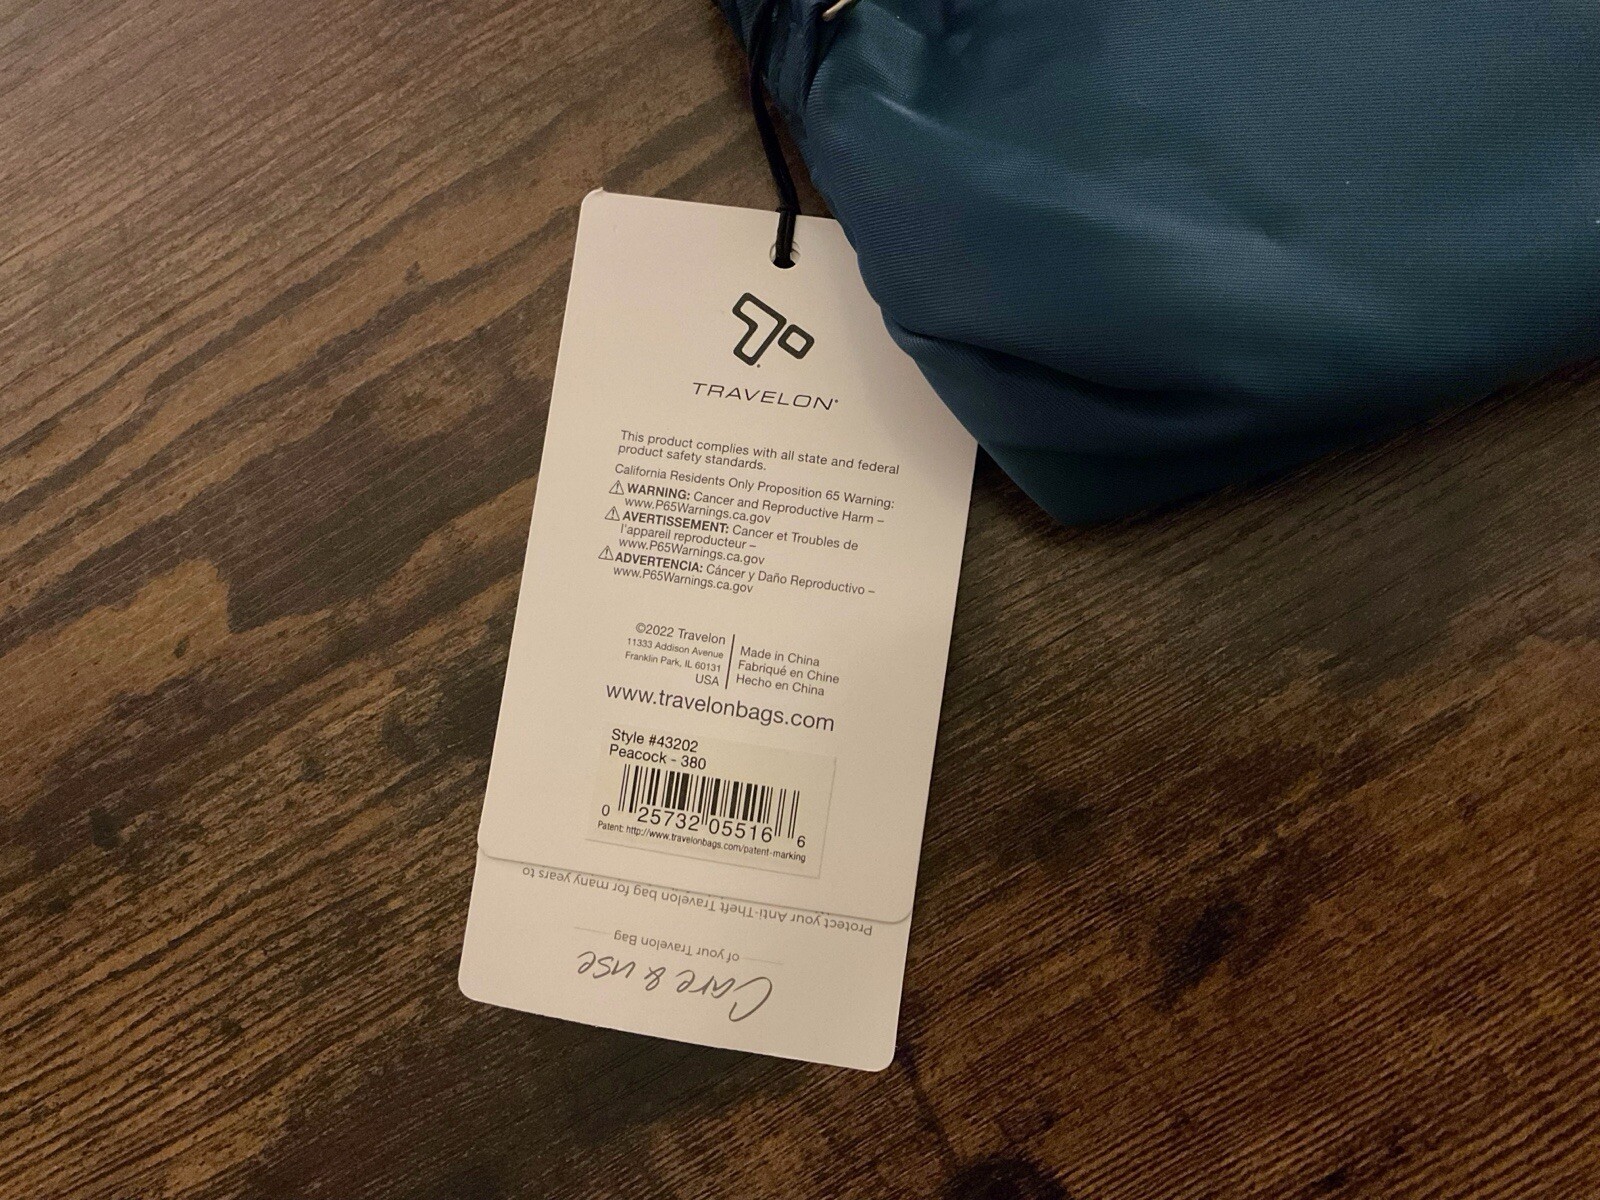 TRAVELON®
This product complies with all state and federal
product safety standards.
California Residents Only Proposition 65 Warning:
⚠ WARNING: Cancer and Reproductive Harm –
www.P65Warnings.ca.gov
⚠ AVERTISSEMENT: Cancer et Troubles de
l'appareil reproducteur –
www.P65Warnings.ca.gov
⚠ ADVERTENCIA: Cáncer y Daño Reproductivo –
www.P65Warnings.ca.gov
©2022 Travelon
11333 Addison Avenue
Franklin Park, IL 60131
USA
Made in China
Fabriqué en Chine
Hecho en China
www.travelonbags.com
Style #43202
Peacock - 380
0 25732 05516 6
Patent: http://www.travelonbags.com/patent-marking
Care & use
of your Travelon Bag
Protect your Anti-Theft Travelon bag for many years to